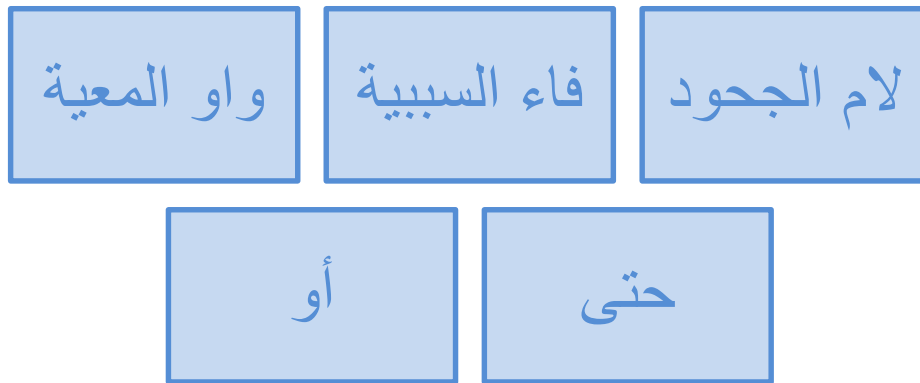 لام الجحود
فاء السببية
واو المعية
حتى
أو